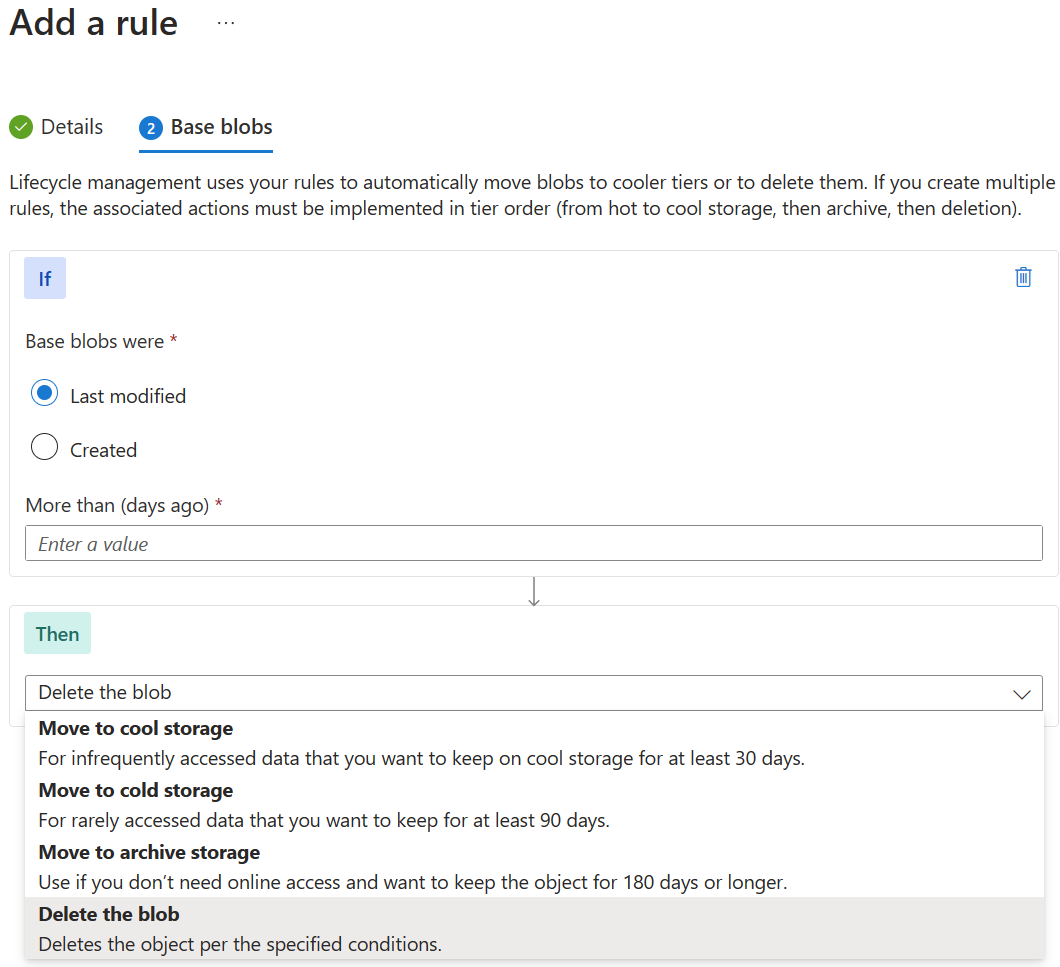 Add a rule ...
Details
2 Base blobs
Lifecycle management uses your rules to automatically move blobs to cooler tiers or to delete them. If you create multiple
rules, the associated actions must be implemented in tier order (from hot to cool storage, then archive, then deletion).
If
Base blobs were *
Last modified
Created
More than (days ago) *
Enter a value
Then
Delete the blob
Move to cool storage
For infrequently accessed data that you want to keep on cool storage for at least 30 days.
Move to cold storage
For rarely accessed data that you want to keep for at least 90 days.
Move to archive storage
Use if you don’t need online access and want to keep the object for 180 days or longer.
Delete the blob
Deletes the object per the specified conditions.